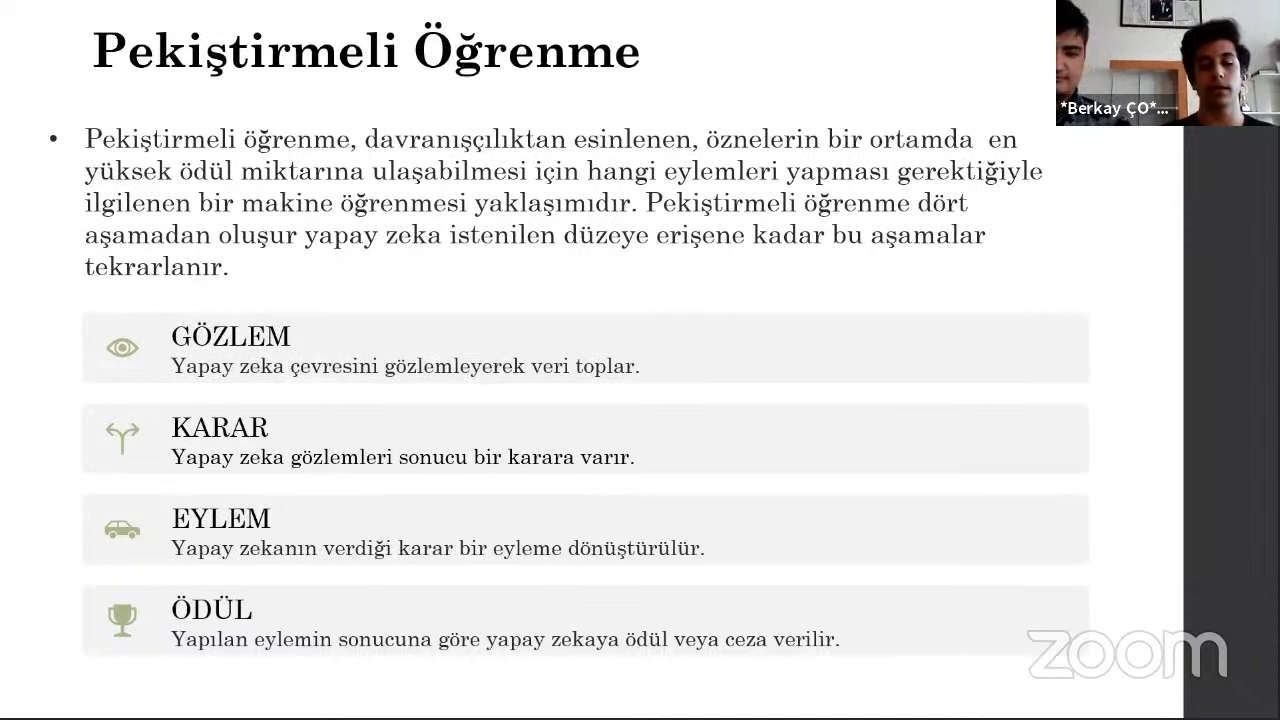 Pekiştirmeli Öğrenme
*Berkay ÇO*...
• Pekiştirmeli öğrenme, davranışçılıktan esinlenen, öznelerin bir ortamda en
yüksek ödül miktarına ulaşabilmesi için hangi eylemleri yapması gerektiğiyle
ilgilenen bir makine öğrenmesi yaklaşımıdır. Pekiştirmeli öğrenme dört
aşamadan oluşur yapay zeka istenilen düzeye erişene kadar bu aşamalar
tekrarlanır.
GÖZLEM
Yapay zeka çevresini gözlemleyerek veri toplar.
KARAR
Yapay zeka gözlemleri sonucu bir karara varır.
EYLEM
Yapay zekanın verdiği karar bir eyleme dönüştürülür.
ÖDÜL
Yapılan eylemin sonucuna göre yapay zekaya ödül veya ceza verilir.
zoom